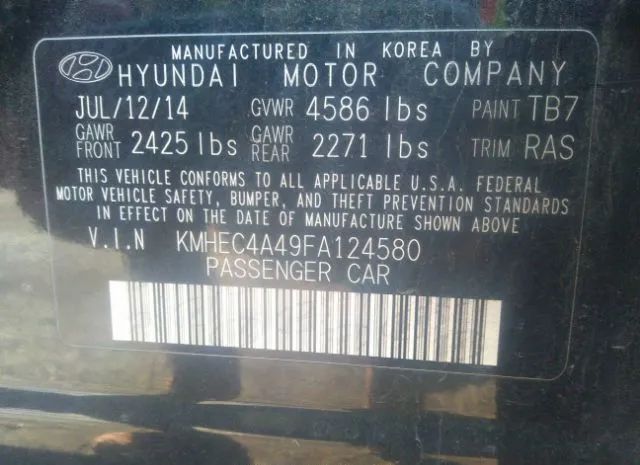 MANUFACTURED IN KOREA BY
HYUNDAI MOTOR COMPANY
JUL/12/14 GVWR 4586 lbs PAINT TB7
GAWR FRONT 2425 lbs GAWR REAR 2271 lbs TRIM RAS
THIS VEHICLE CONFORMS TO ALL APPLICABLE U.S.A. FEDERAL
MOTOR VEHICLE SAFETY, BUMPER, AND THEFT PREVENTION STANDARDS
IN EFFECT ON THE DATE OF MANUFACTURE SHOWN ABOVE
V.I.N KMHEC4A49FA124580
PASSENGER CAR